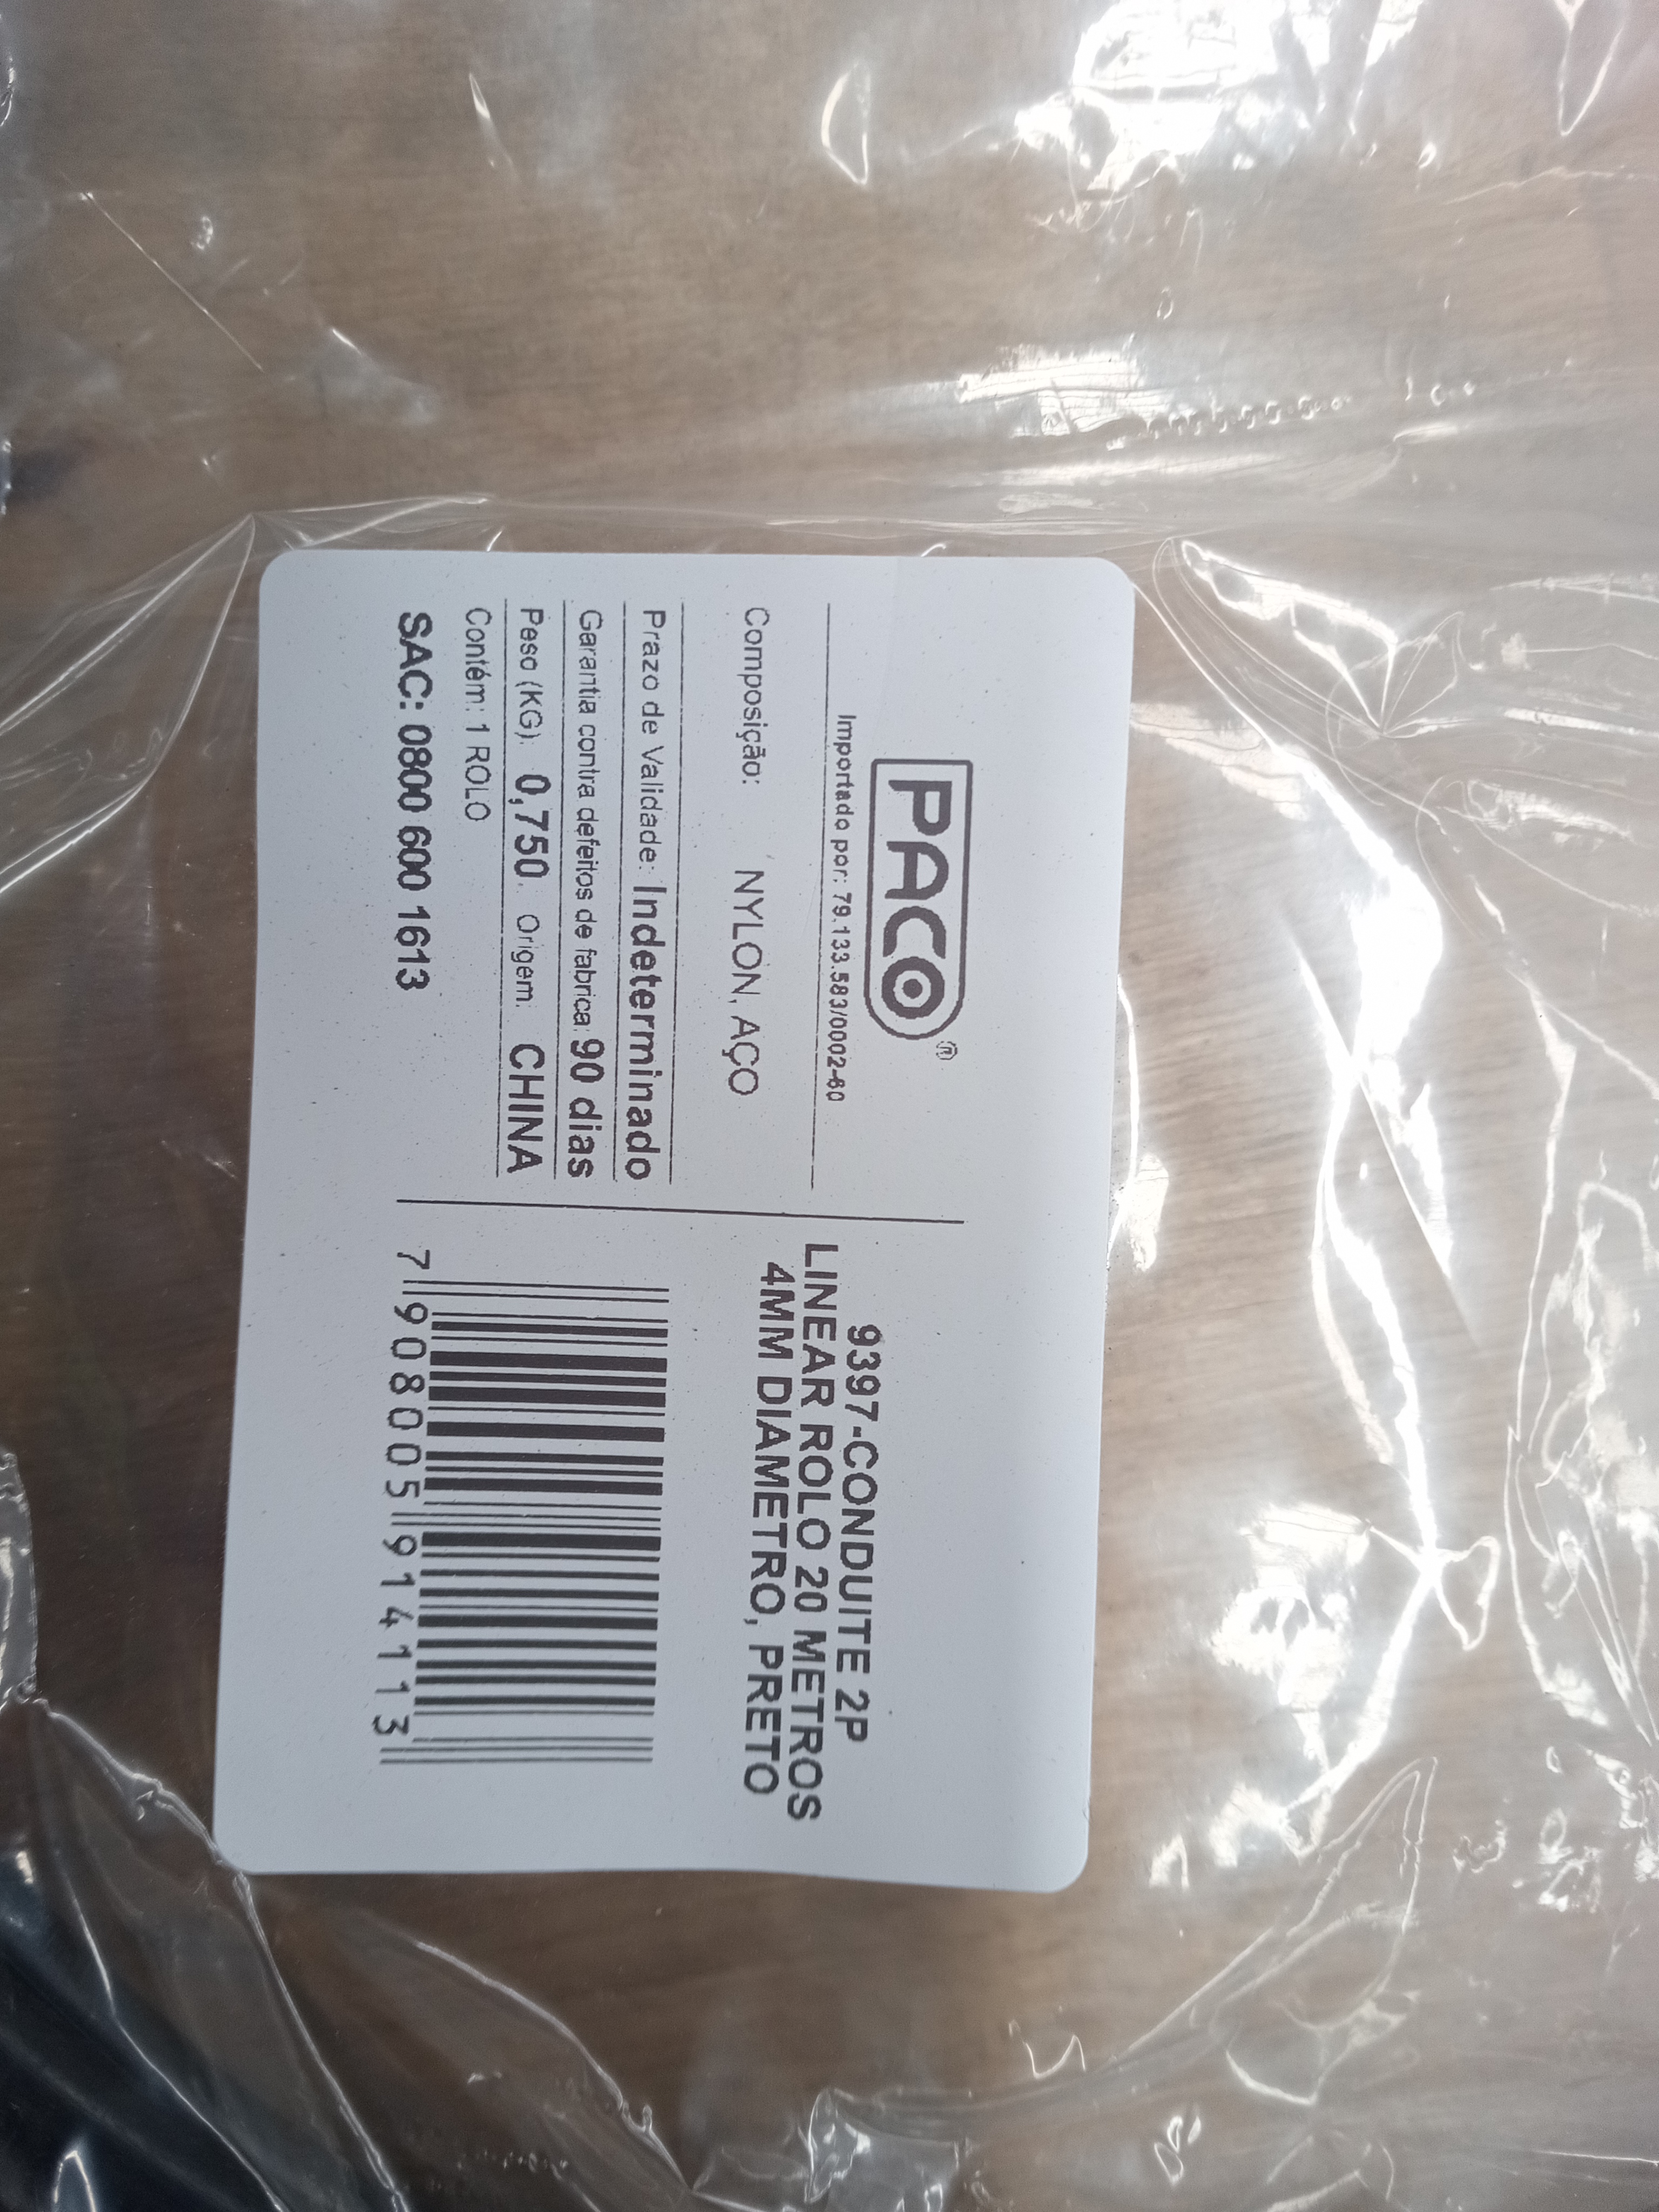 PACO®
Importado por: 79.133.583/0002-60
Composição: NYLON, AÇO
Prazo de Validade: Indeterminado
Garantia contra defeitos de fabrica: 90 dias
Peso (KG): 0,750 Origem: CHINA
Contém: 1 ROLO
SAC: 0800 600 1613
9397-CONDUITE 2P
LINEAR ROLO 20 METROS
4MM DIAMETRO, PRETO
7 908005 914113